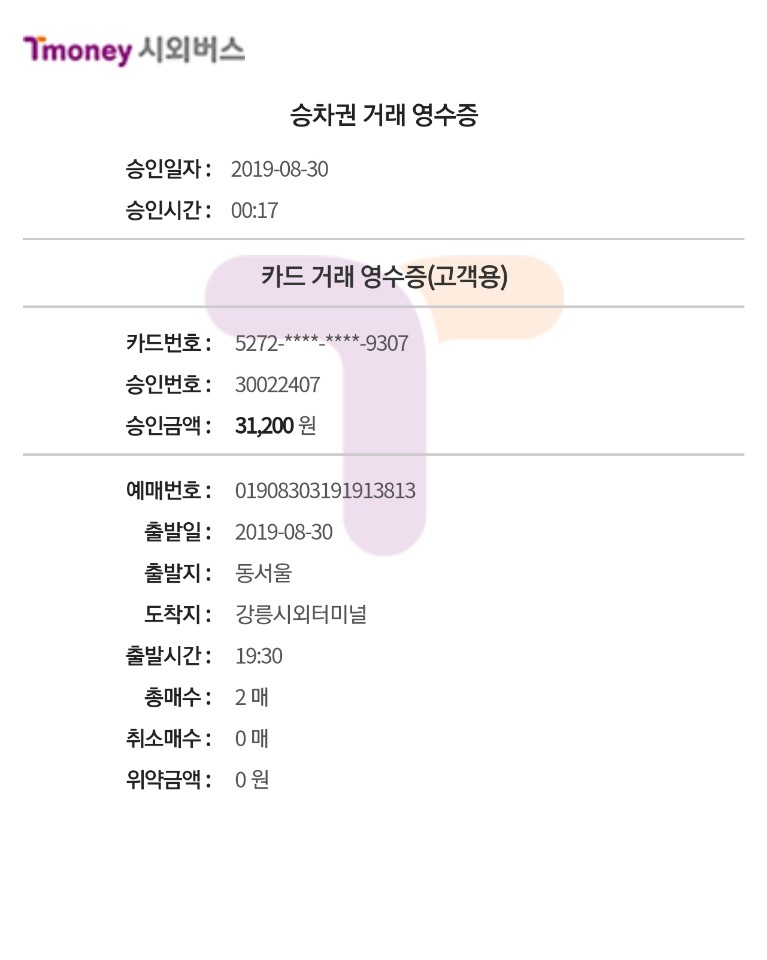 Tmoney 시외버스
승차권 거래 영수증
승인일자 : 2019-08-30
승인시간 : 00:17
카드 거래 영수증(고객용)
카드번호 : 5272-****-****-9307
승인번호 : 30022407
승인금액 : 31,200 원
예매번호 : 01908303191913813
출발일 : 2019-08-30
출발지 : 동서울
도착지 : 강릉시외터미널
출발시간 : 19:30
총매수 : 2 매
취소매수 : 0 매
위약금액 : 0 원